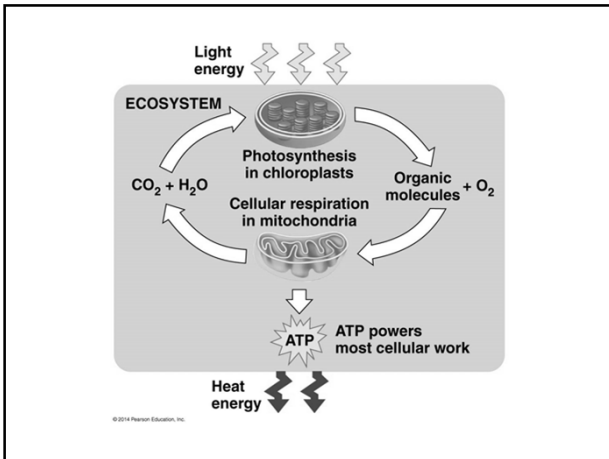 Light
energy
ECOSYSTEM
Photosynthesis
in chloroplasts
CO₂ + H₂O
Organic
molecules + O₂
Cellular respiration
in mitochondria
ATP
ATP powers
most cellular work
Heat
energy
© 2014 Pearson Education, Inc.